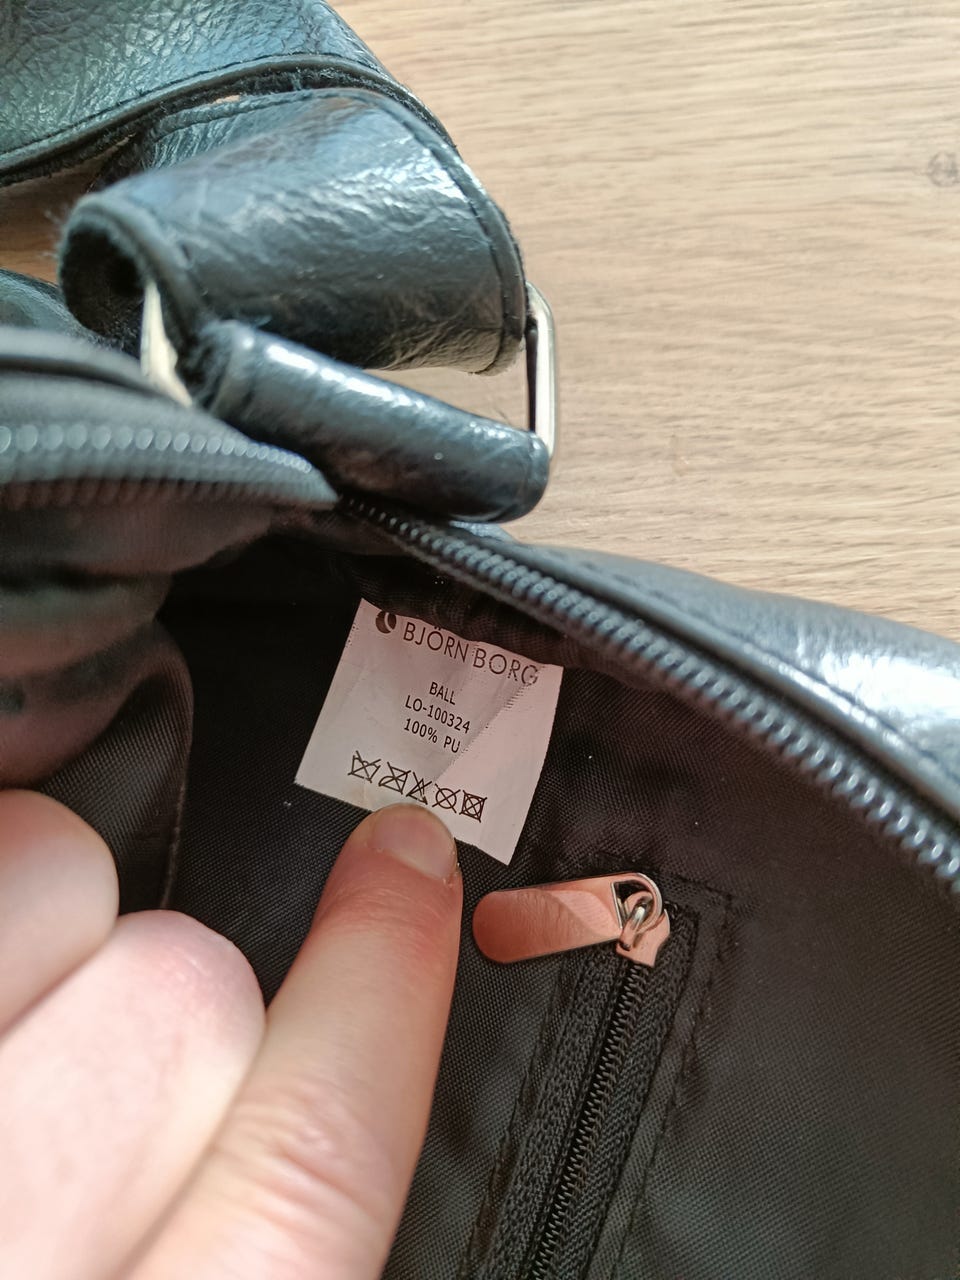 BJÖRN BORG
BALL
LO-100324
100% PU